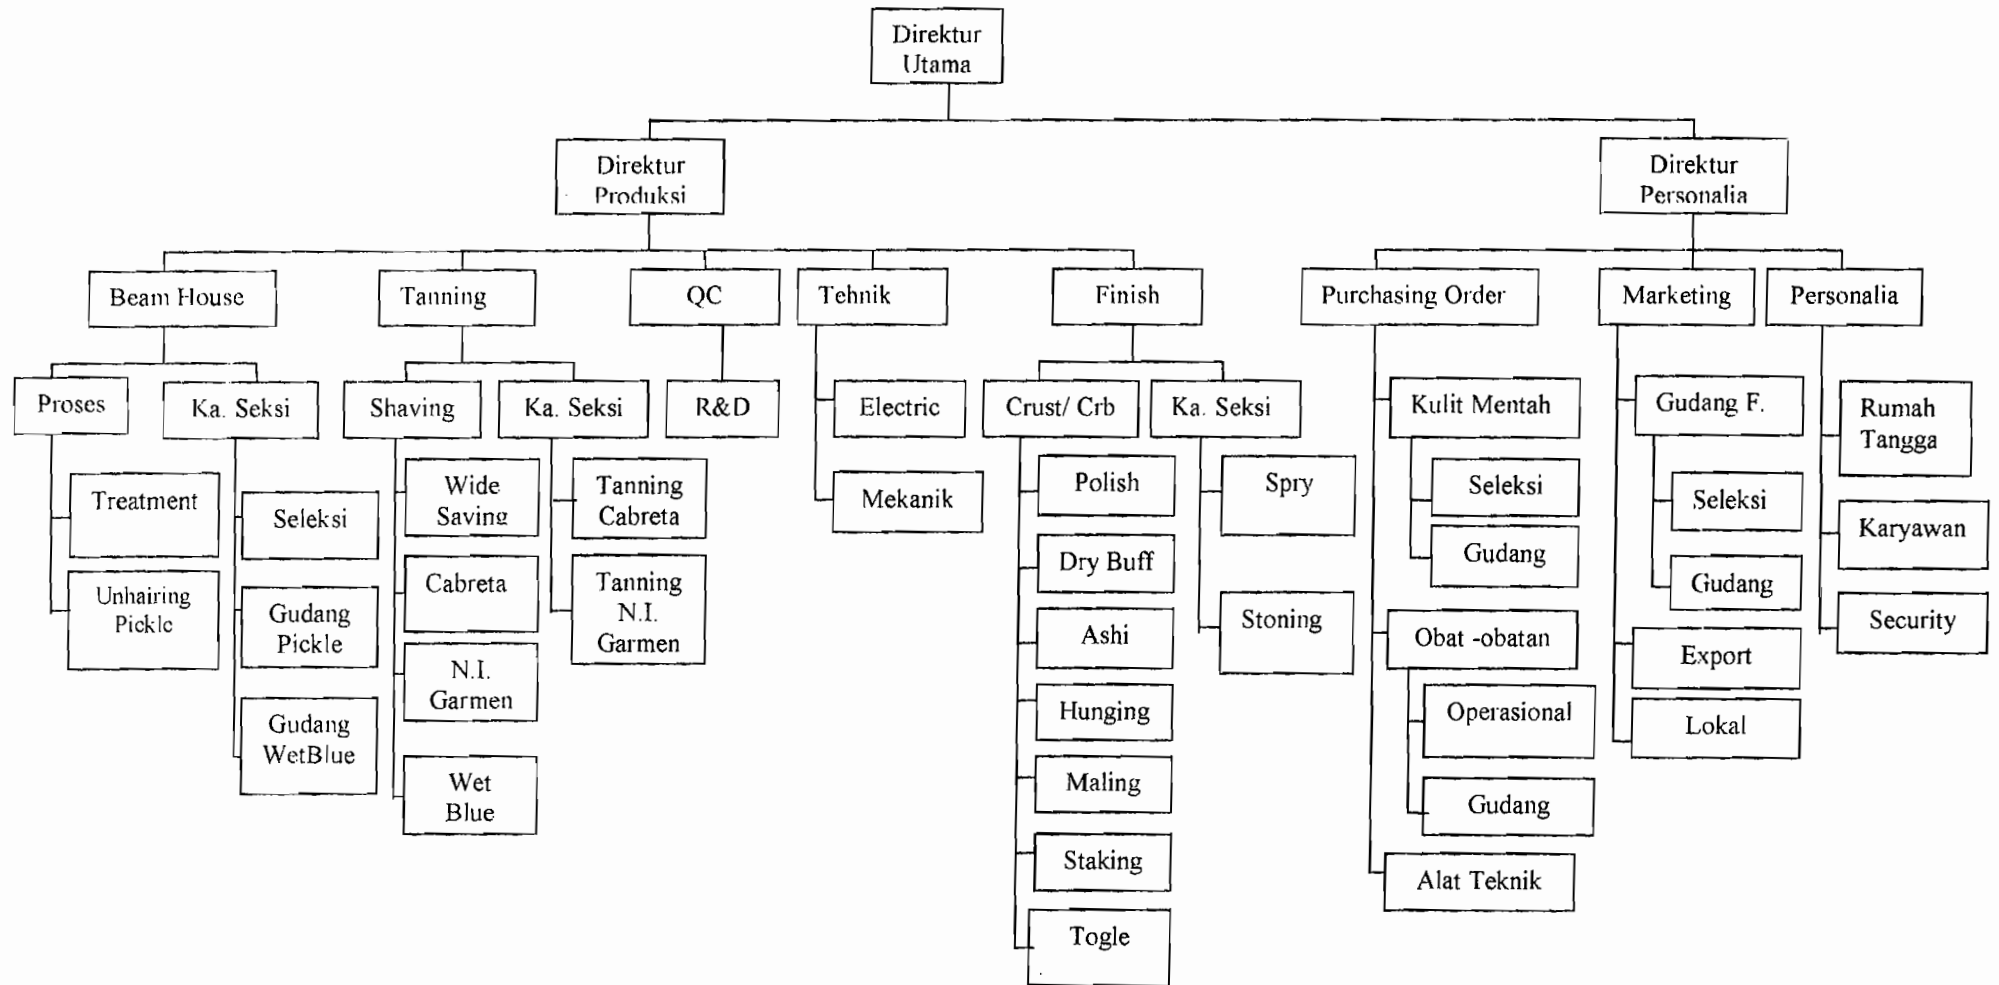 Direktur
Utama
Direktur
Produksi
Direktur
Personalia
Beam House
Tanning
QC
Tehnik
Finish
Purchasing Order
Marketing
Personalia
Proses
Ka. Seksi
Shaving
Ka. Seksi
R&D
Electric
Crust/ Crb
Ka. Seksi
Kulit Mentah
Gudang F.
Rumah
Tangga
Treatment
Unhairing
Pickle
Seleksi
Gudang
Pickle
Gudang
WetBlue
Wide
Saving
Cabreta
N.I.
Garmen
Wet
Blue
Tanning
Cabreta
Tanning
N.I.
Garmen
Mekanik
Polish
Dry Buff
Ashi
Hunging
Maling
Staking
Togle
Spry
Stoning
Seleksi
Gudang
Obat -obatan
Operasional
Gudang
Alat Teknik
Seleksi
Gudang
Export
Lokal
Karyawan
Security